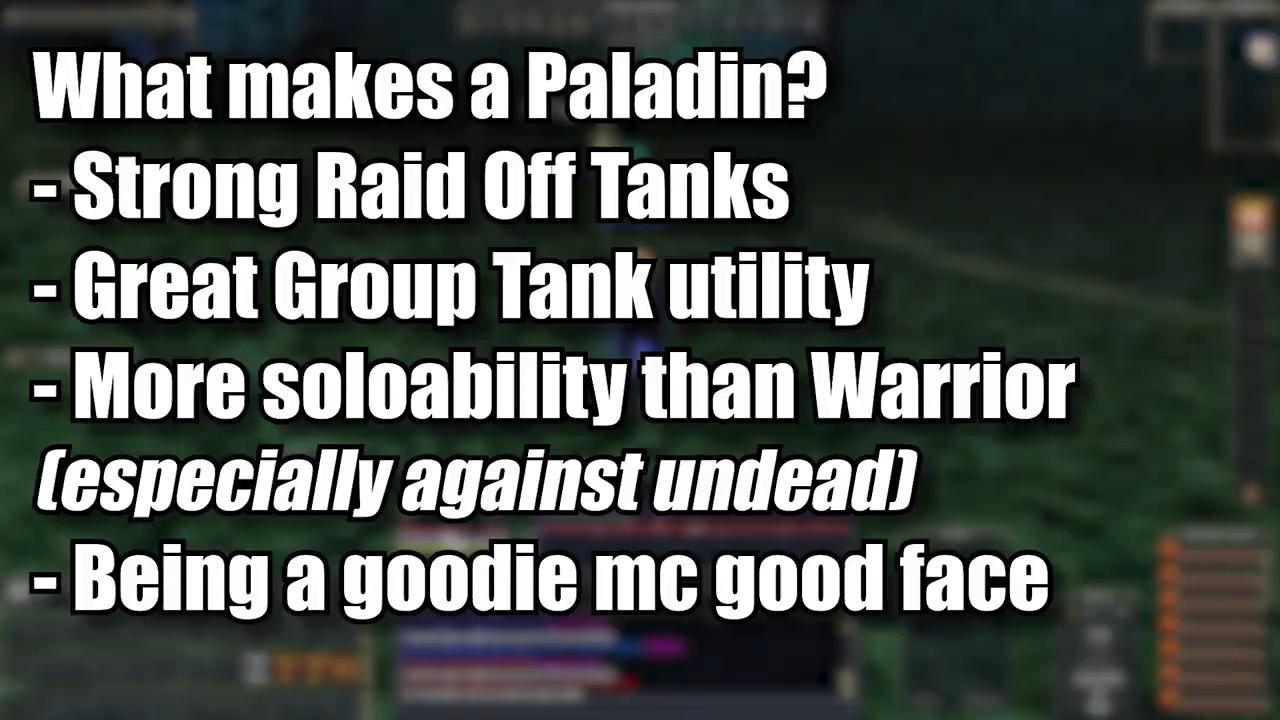 What makes a Paladin?
- Strong Raid Off Tanks
- Great Group Tank utility
- More soloability than Warrior
(especially against undead)
- Being a goodie mc good face